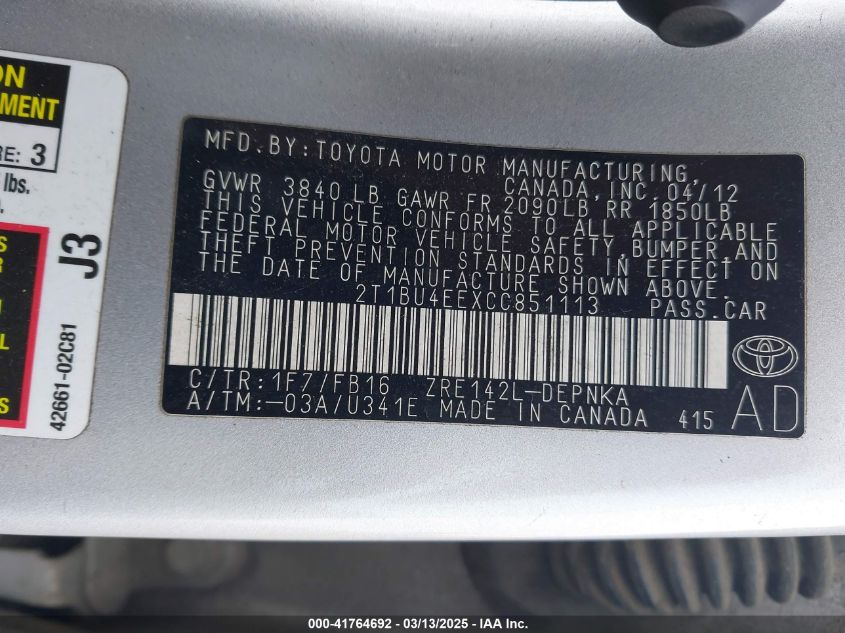 ON
MENT
RE: 3
lbs.
J3
42661-02C81
MFD.BY:TOYOTA MOTOR MANUFACTURING,
CANADA, INC. 04/12
GVWR 3840 LB GAWR FR 2090LB RR 1850LB
THIS VEHICLE CONFORMS TO ALL APPLICABLE
FEDERAL MOTOR VEHICLE SAFETY, BUMPER, AND
THEFT PREVENTION STANDARDS IN EFFECT ON
THE DATE OF MANUFACTURE SHOWN ABOVE.
2T1BU4EEXCC851113 PASS.CAR
C/TR:1F7/FB16 ZRE142L-DEPNKA
A/TM:-03A/U341E MADE IN CANADA 415
AD
000-41764692 - 03/13/2025 - © IAA, Inc.